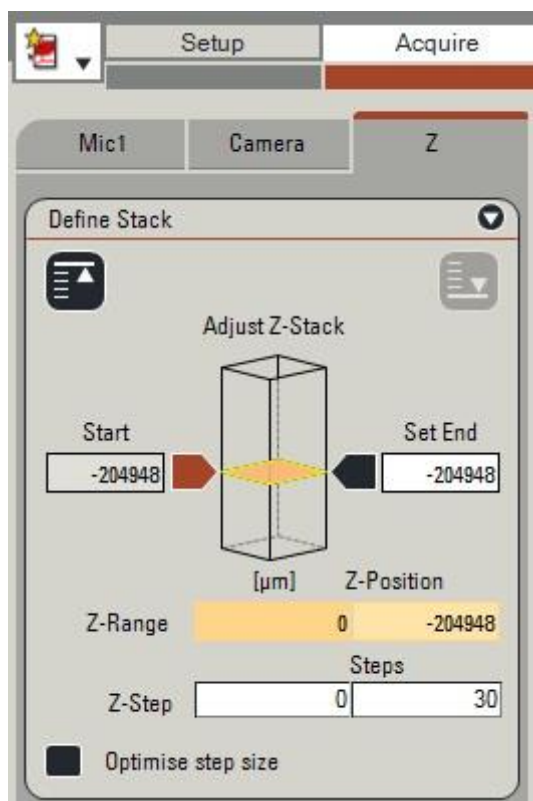 Setup Acquire
Mic1 Camera Z
Define Stack
Adjust Z-Stack
Start Set End
-204948 -204948
[µm] Z-Position
Z-Range 0 -204948
Steps
Z-Step 0 30
Optimise step size